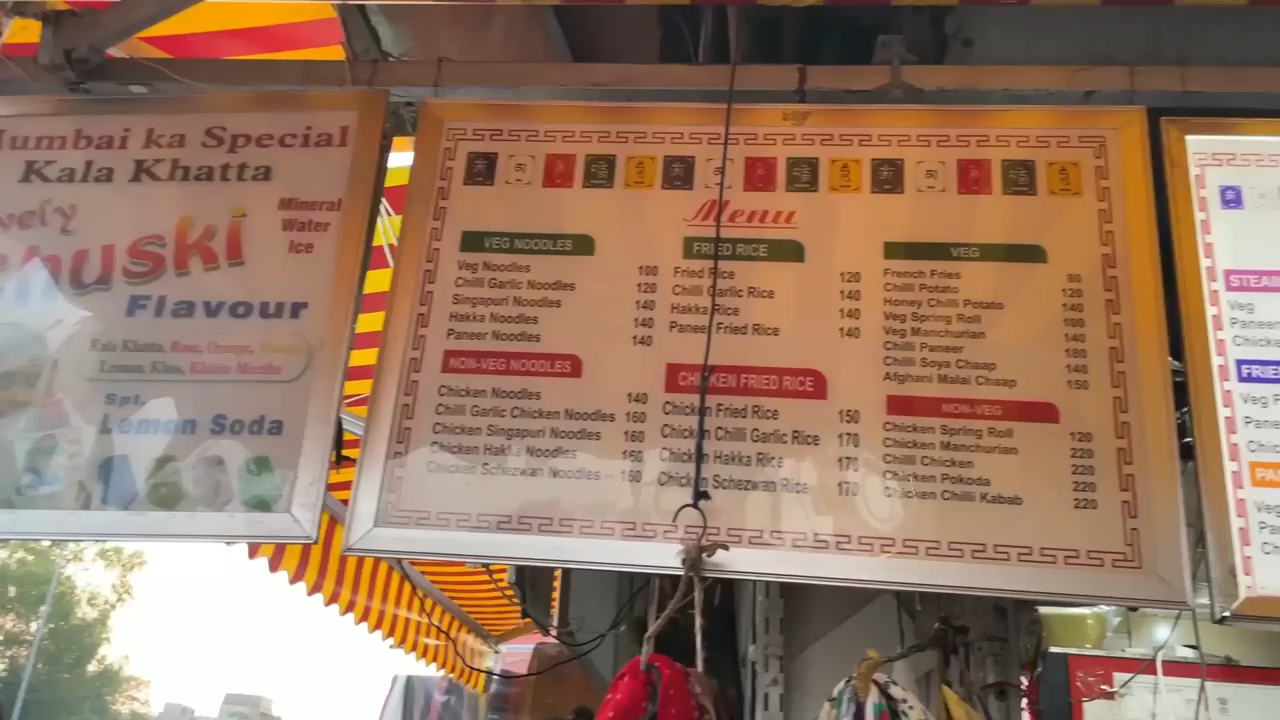 Mumbai ka Special
Kala Khatta
Mineral
Water
Ice
Flavour
Kala Khatta, Rose, Orange,
Lemon, Khus, Khatta Meetha
Spl.
Lemon Soda
Menu
VEG NOODLES
Veg Noodles 100
Chilli Garlic Noodles 120
Singapuri Noodles 140
Hakka Noodles 140
Paneer Noodles 140
NON-VEG NOODLES
Chicken Noodles 140
Chilli Garlic Chicken Noodles 160
Chicken Singapuri Noodles 160
Chicken Hakka Noodles 160
Chicken Schezwan Noodles 160
FRIED RICE
Fried Rice 120
Chilli Garlic Rice 140
Hakka Rice 140
Paneer Fried Rice 140
CHICKEN FRIED RICE
Chicken Fried Rice 150
Chicken Chilli Garlic Rice 170
Chicken Hakka Rice 170
Chicken Schezwan Rice 170
VEG
French Fries 80
Chilli Potato 120
Honey Chilli Potato 140
Veg Spring Roll 100
Veg Manchurian 140
Chilli Paneer 180
Chilli Soya Chaap 140
Afghani Malai Chaap 150
NON-VEG
Chicken Spring Roll 120
Chicken Manchurian 220
Chilli Chicken 220
Chicken Pokoda 220
Chicken Chilli Kabab 220
STEAM
Veg
Paneer
Chicke
FRIE
Veg F
Pane
Chic
PA
Veg
Pa
Ch